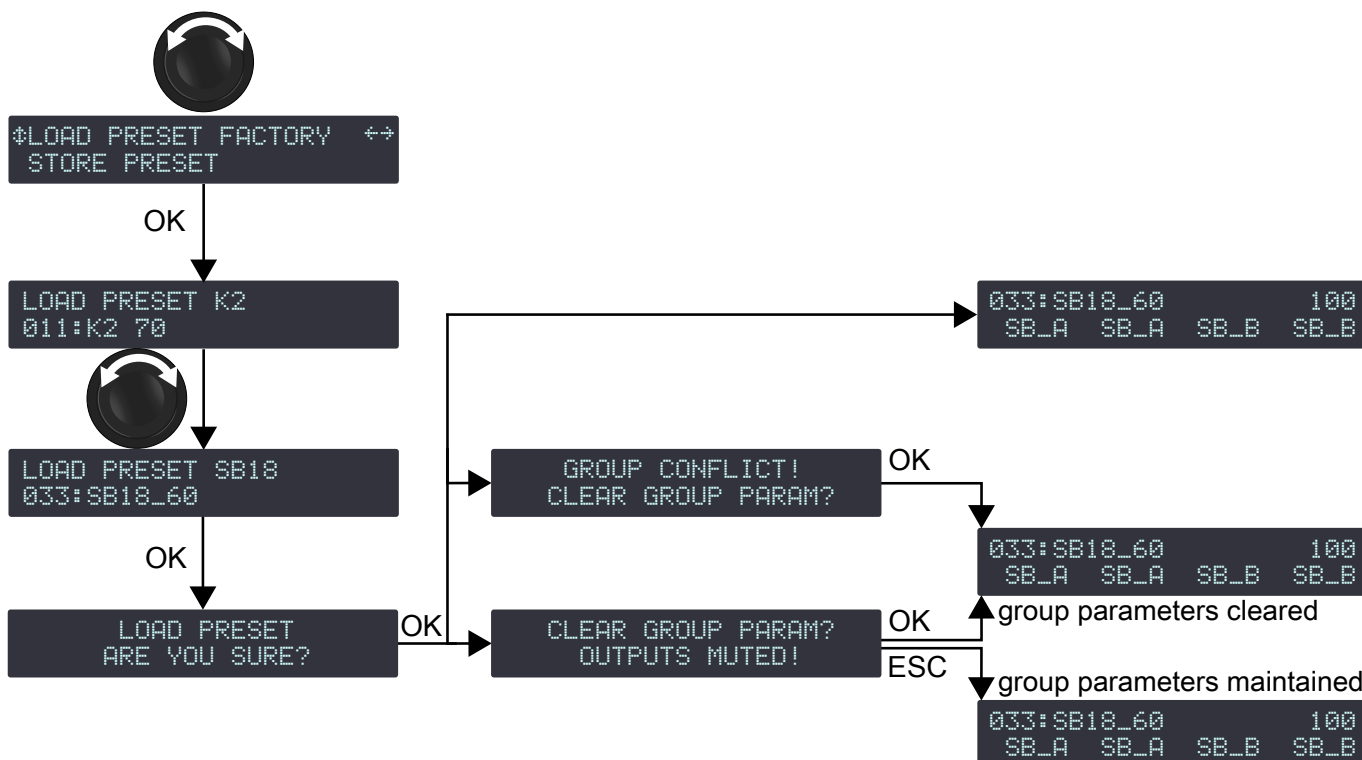 ⇕LOAD PRESET FACTORY ↔
STORE PRESET
OK
LOAD PRESET K2
011:K2 70
LOAD PRESET SB18
033:SB18_60
OK
LOAD PRESET
ARE YOU SURE?
OK
033:SB18_60 100
SB_A SB_A SB_B SB_B
GROUP CONFLICT!
CLEAR GROUP PARAM?
OK
033:SB18_60 100
SB_A SB_A SB_B SB_B
group parameters cleared
CLEAR GROUP PARAM?
OUTPUTS MUTED!
OK
ESC
group parameters maintained
033:SB18_60 100
SB_A SB_A SB_B SB_B